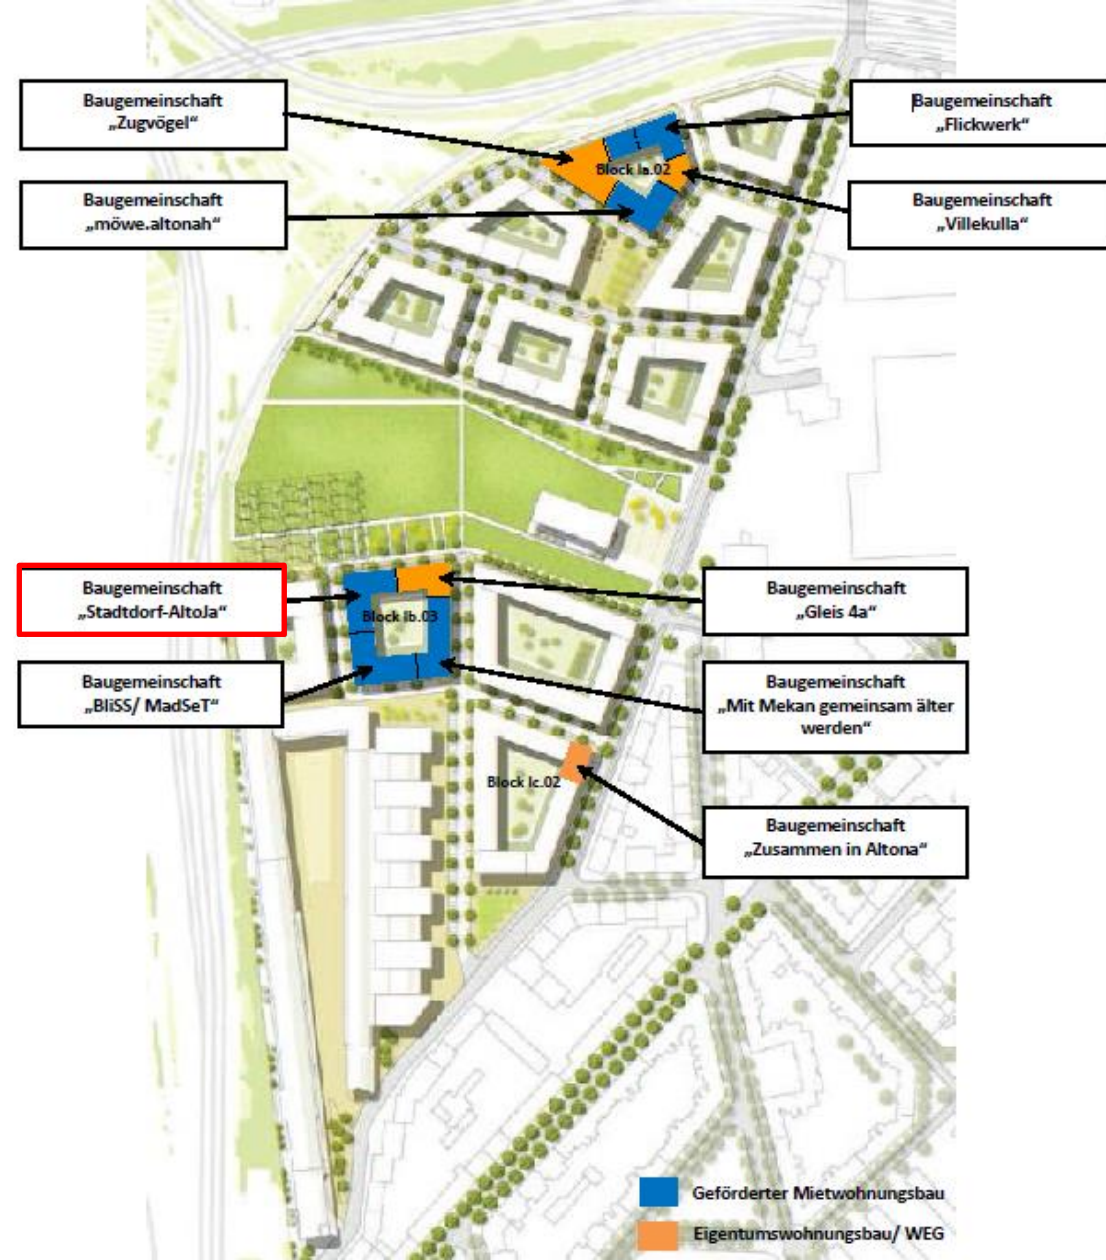 Baugemeinschaft
„Zugvögel“
Baugemeinschaft
„Flickwerk“
Block Ia.02
Baugemeinschaft
„möwe.altonah“
Baugemeinschaft
„Villekulla“
Baugemeinschaft
„Stadtdorf-AltoJa“
Baugemeinschaft
„Gleis 4a“
Block Ib.03
Baugemeinschaft
„BliSS/ MadSeT“
Baugemeinschaft
„Mit Mekan gemeinsam älter
werden“
Block Ic.02
Baugemeinschaft
„Zusammen in Altona“
Geförderter Mietwohnungsbau
Eigentumswohnungsbau/ WEG